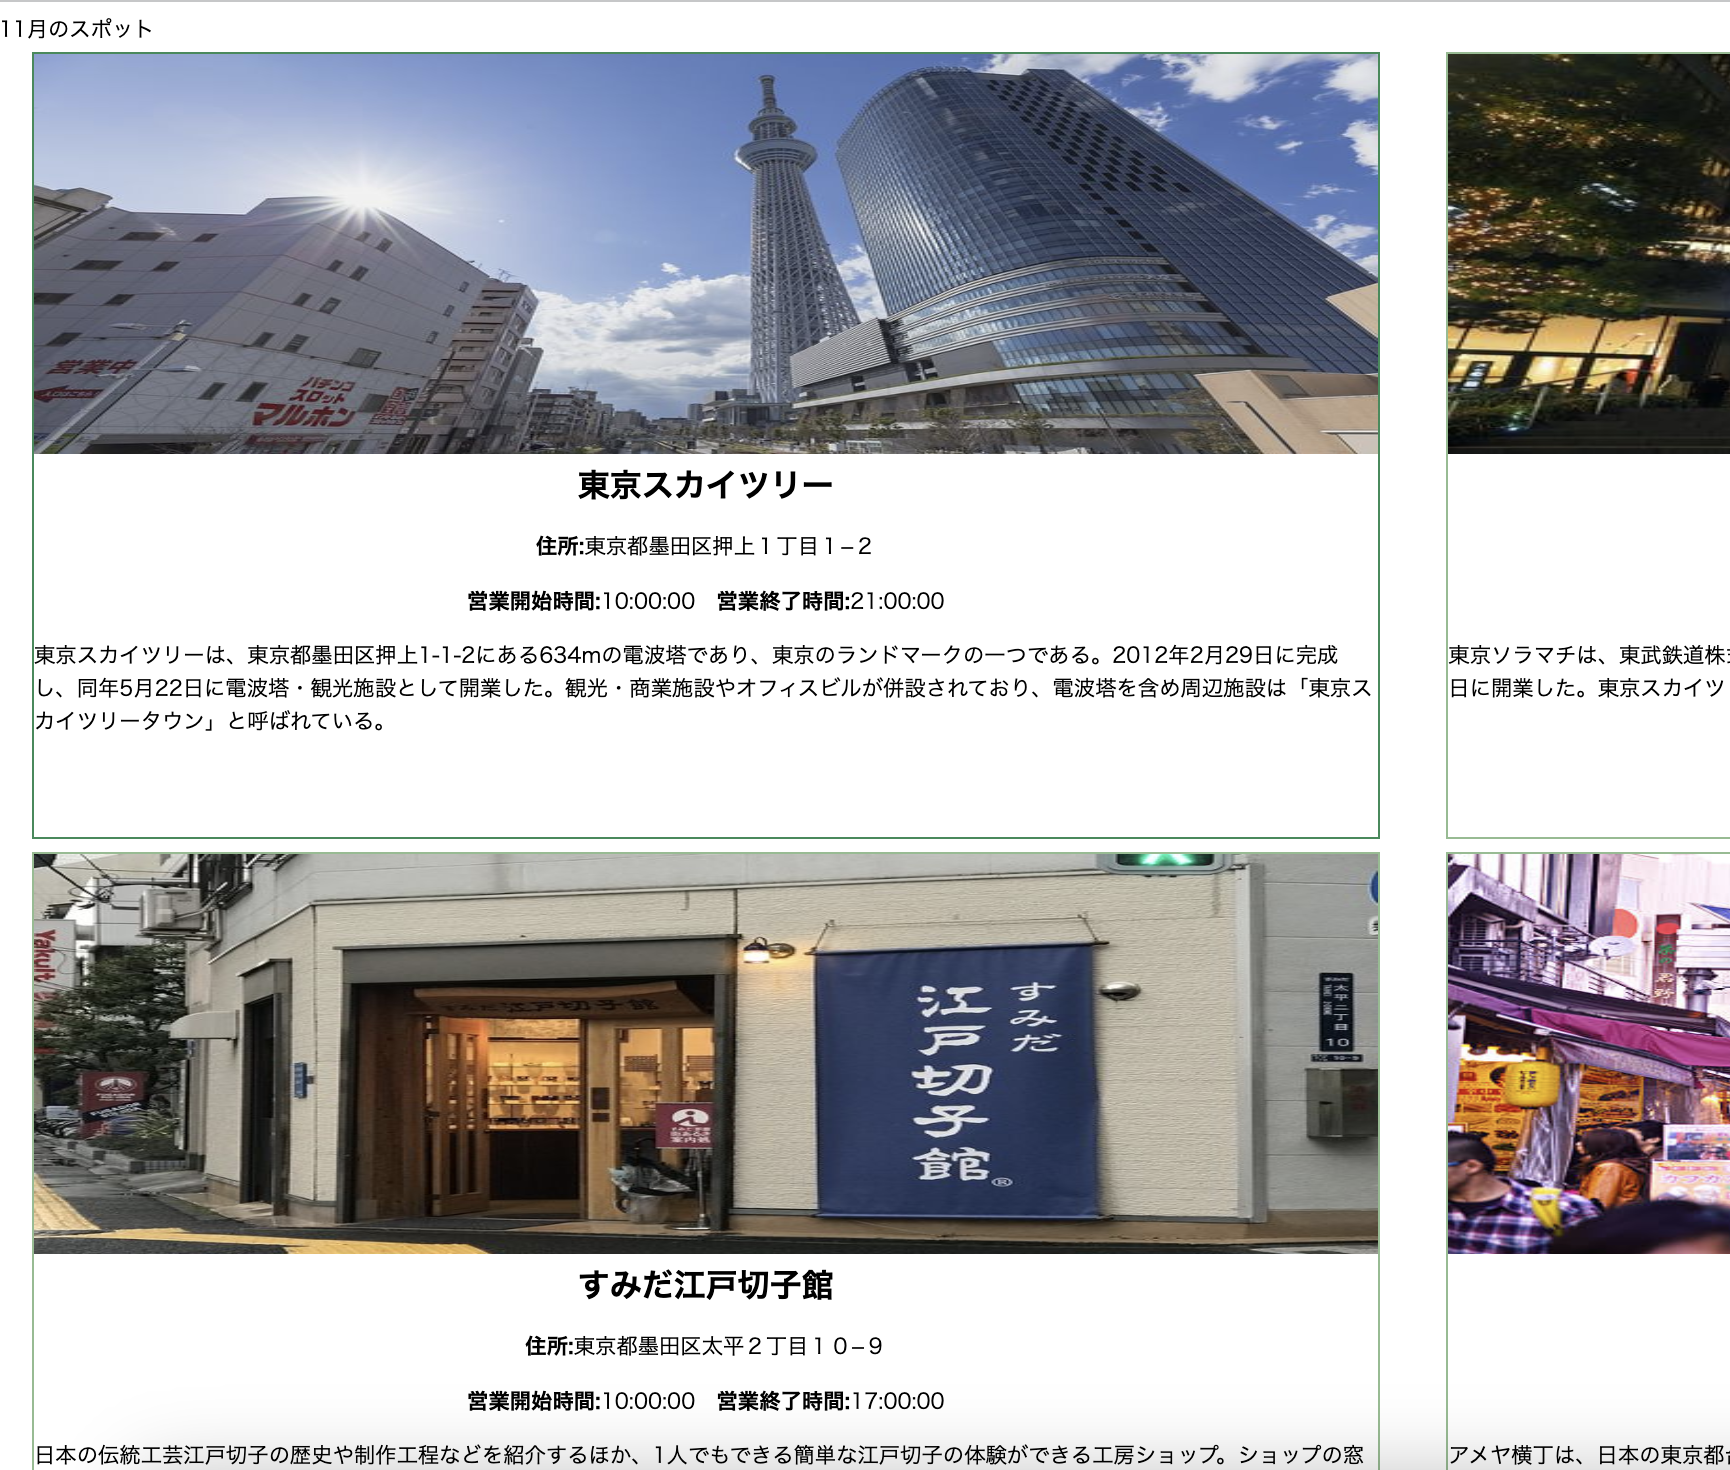 11月のスポット
営業中
パチンコ
スロット
マルホン
東京スカイツリー
住所:東京都墨田区押上１丁目１−２
営業開始時間:10:00:00　営業終了時間:21:00:00
東京スカイツリーは、東京都墨田区押上1-1-2にある634mの電波塔であり、東京のランドマークの一つである。2012年2月29日に完成
し、同年5月22日に電波塔・観光施設として開業した。観光・商業施設やオフィスビルが併設されており、電波塔を含め周辺施設は「東京ス
カイツリータウン」と呼ばれている。
東京ソラマチは、東武鉄道株
日に開業した。東京スカイツ
Yakult
江戸切子館
すみだ
江戸切子館®
太平二丁目
10
案内処
すみだ江戸切子館
住所:東京都墨田区太平２丁目１０−９
営業開始時間:10:00:00　営業終了時間:17:00:00
日本の伝統工芸江戸切子の歴史や制作工程などを紹介するほか、1人でもできる簡単な江戸切子の体験ができる工房ショップ。ショップの窓
アメヤ横丁は、日本の東京都